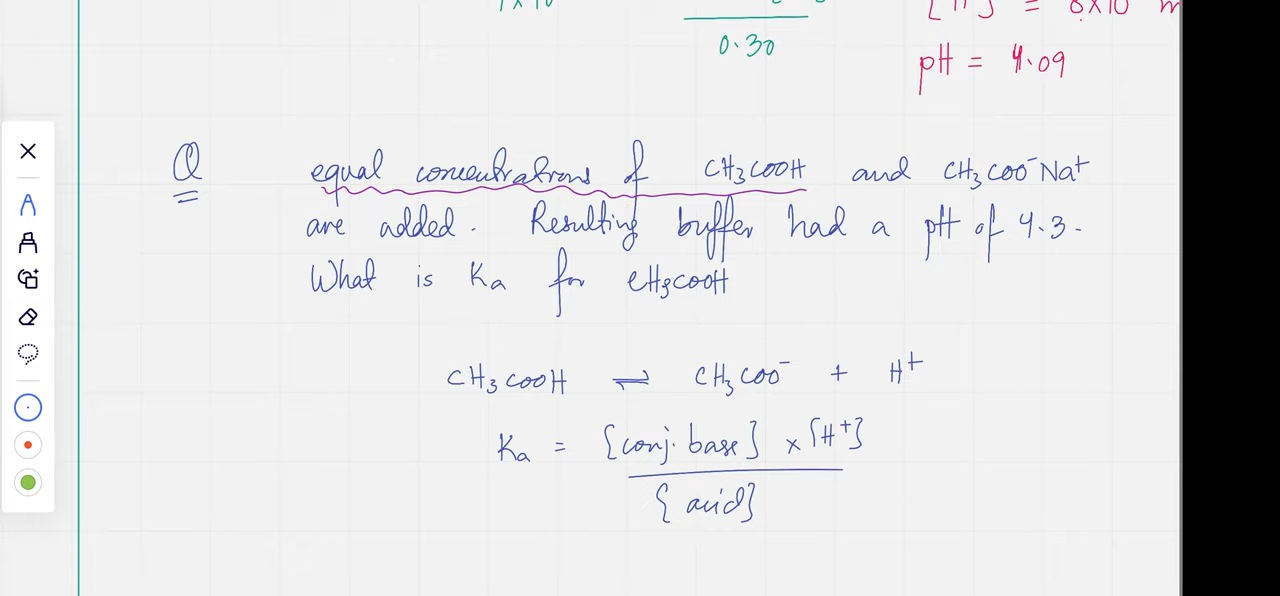 0.30
pH = 4.09
Q equal concentrations of CH₃COOH and CH₃COO⁻Na⁺
are added. Resulting buffer had a pH of 4.3.
What is Ka for CH₃COOH
CH₃COOH ⇌ CH₃COO⁻ + H⁺
Ka = [conj. base] × [H⁺]
[acid]